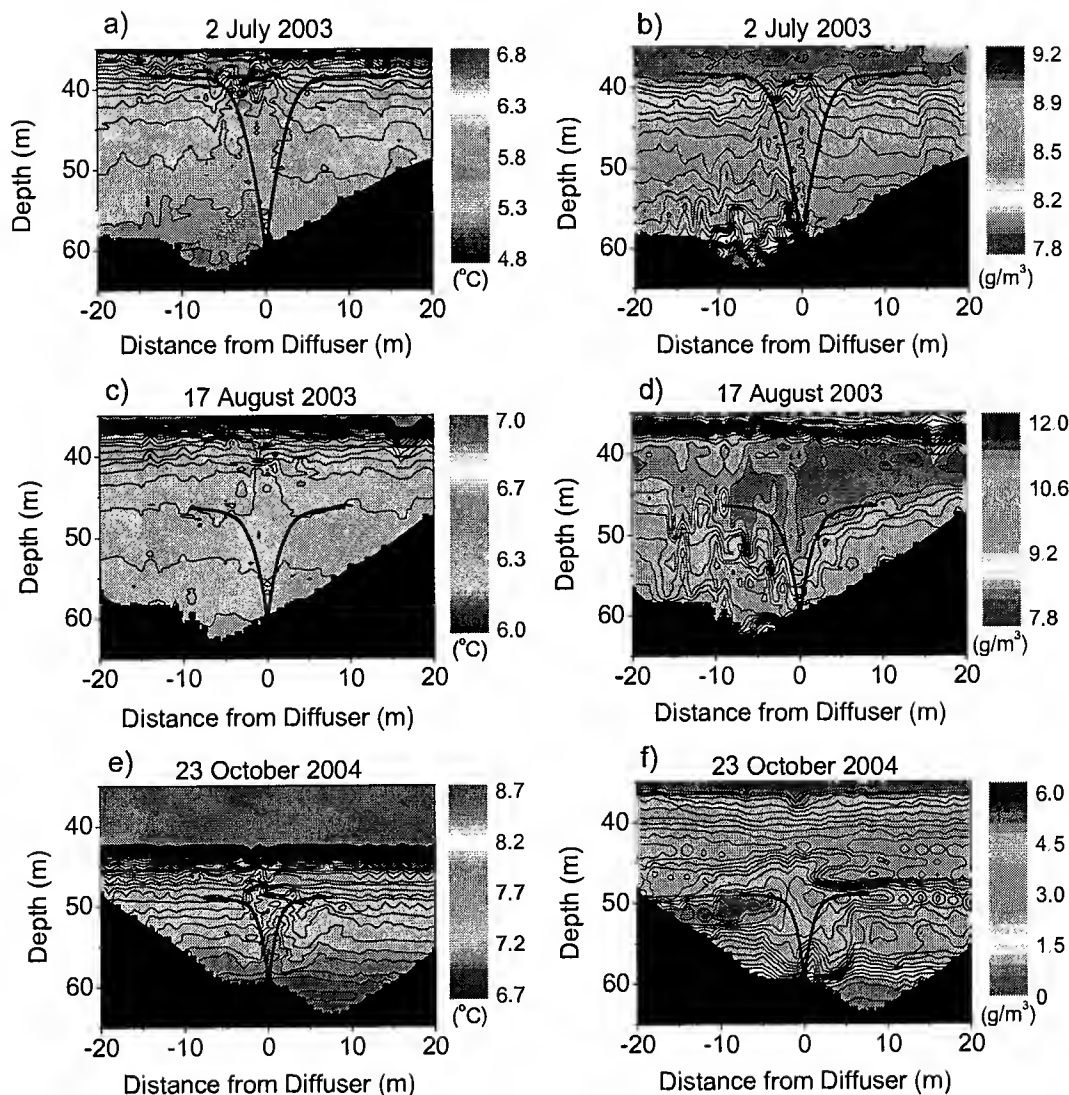 a) 2 July 2003
Depth (m)
40
50
60
-20 -10 0 10 20
Distance from Diffuser (m)
6.8
6.3
5.8
5.3
4.8
(°C)
b) 2 July 2003
Depth (m)
40
50
60
-20 -10 0 10 20
Distance from Diffuser (m)
9.2
8.9
8.5
8.2
7.8
(g/m³)
c) 17 August 2003
Depth (m)
40
50
60
-20 -10 0 10 20
Distance from Diffuser (m)
7.0
6.7
6.3
6.0
(°C)
d) 17 August 2003
Depth (m)
40
50
60
-20 -10 0 10 20
Distance from Diffuser (m)
12.0
10.6
9.2
7.8
(g/m³)
e) 23 October 2004
Depth (m)
40
50
60
-20 -10 0 10 20
Distance from Diffuser (m)
8.7
8.2
7.7
7.2
6.7
(°C)
f) 23 October 2004
Depth (m)
40
50
60
-20 -10 0 10 20
Distance from Diffuser (m)
6.0
4.5
3.0
1.5
0
(g/m³)